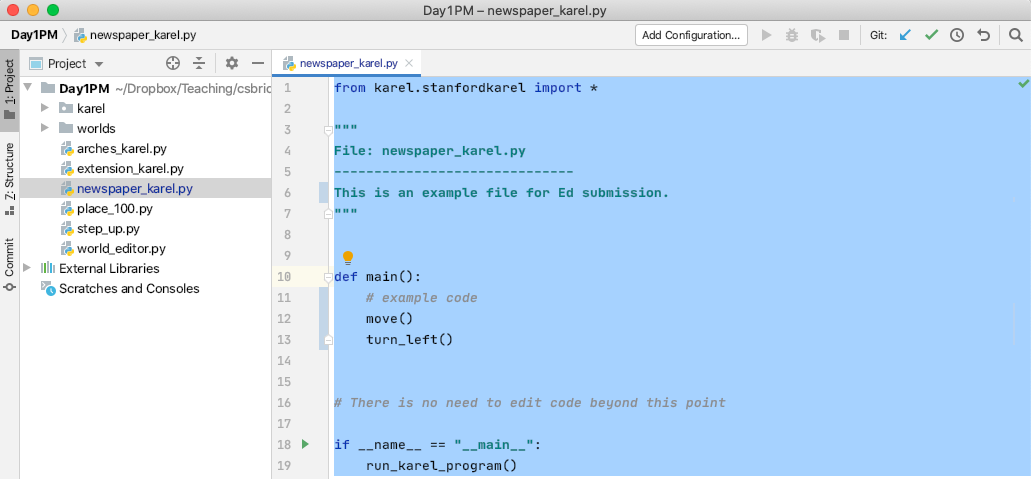 Day1PM – newspaper_karel.py
Day1PM newspaper_karel.py Add Configuration... Git:
1: Project
Project
newspaper_karel.py
Day1PM ~/Dropbox/Teaching/csbric
karel
worlds
arches_karel.py
extension_karel.py
newspaper_karel.py
place_100.py
step_up.py
world_editor.py
External Libraries
Scratches and Consoles
Z: Structure
Commit
1 from karel.stanfordkarel import *
2
3 """
4 File: newspaper_karel.py
5 ------------------------------
6 This is an example file for Ed submission.
7 """
8
9
10 def main():
11     # example code
12     move()
13     turn_left()
14
15
16 # There is no need to edit code beyond this point
17
18 if __name__ == "__main__":
19     run_karel_program()